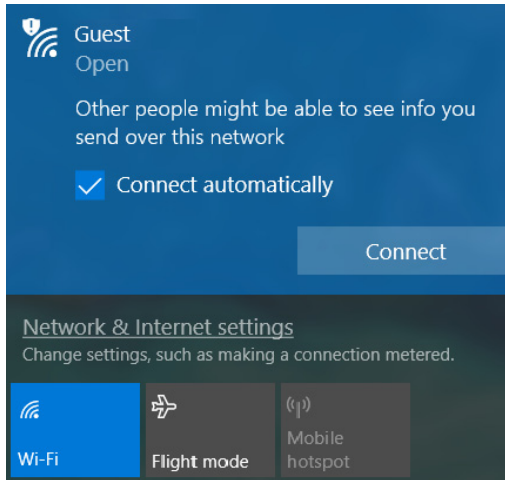 Guest
Open
Other people might be able to see info you
send over this network
Connect automatically
Connect
Network & Internet settings
Change settings, such as making a connection metered.
Wi-Fi
Flight mode
Mobile
hotspot